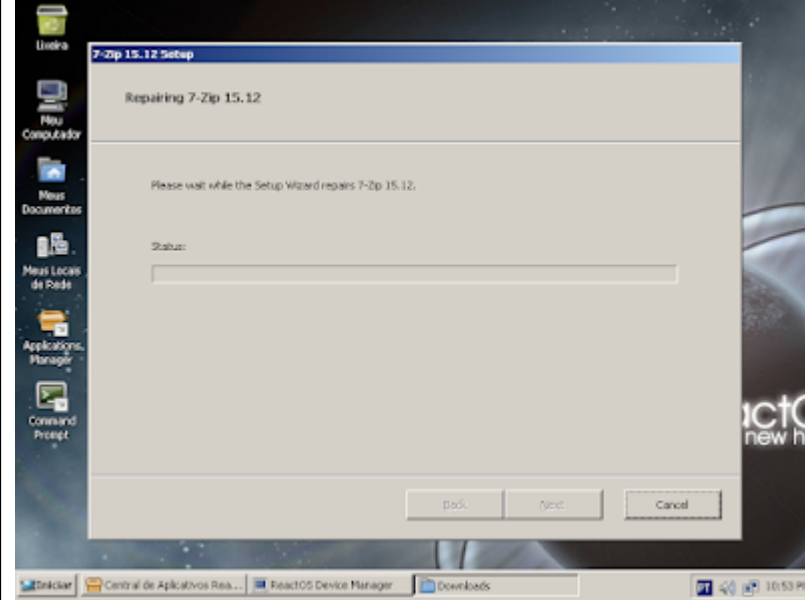 Lixeira
7-Zip 15.12 Setup
Repairing 7-Zip 15.12
Meu
Computador
Please wait while the Setup Wizard repairs 7-Zip 15.12.
Meus
Documentos
Status:
Meus Locais
de Rede
Applications
Manager
Command
Prompt
new h
Back
Next
Cancel
Iniciar
Central de Aplicativos Rea...
ReactOS Device Manager
Downloads
PT
10:53 P